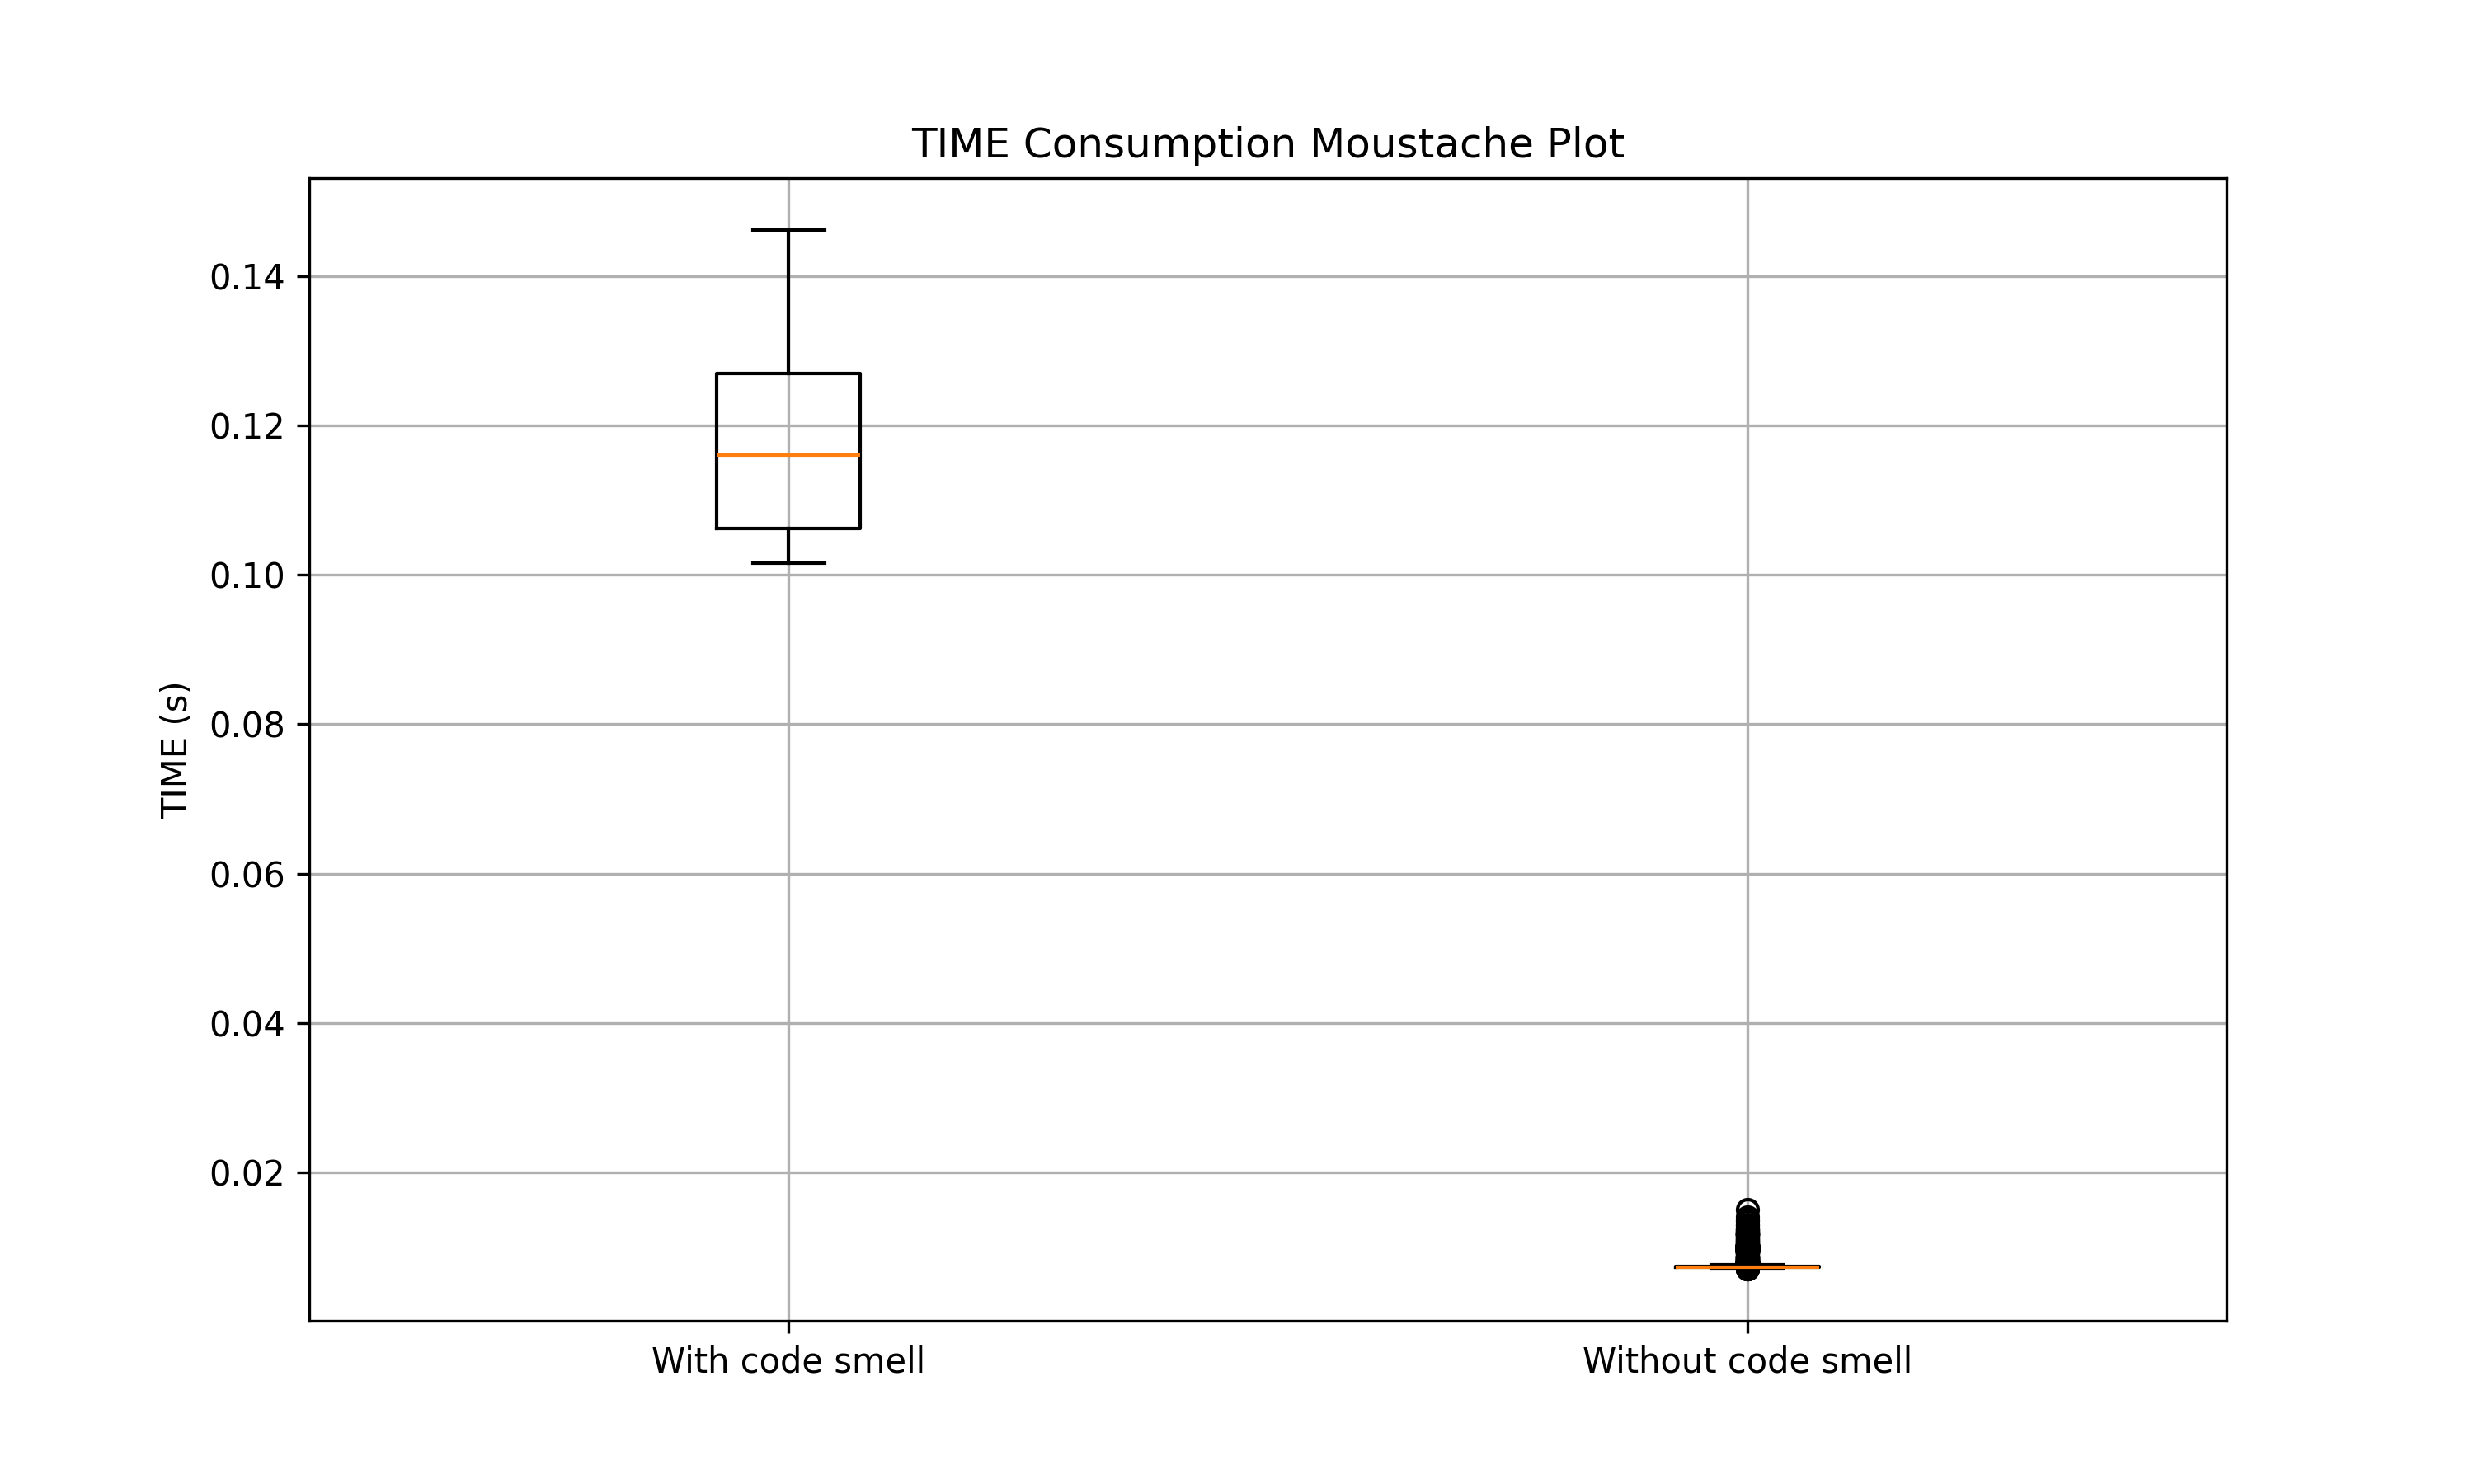 TIME Consumption Moustache Plot
TIME (s)
0.14
0.12
0.10
0.08
0.06
0.04
0.02
With code smell
Without code smell